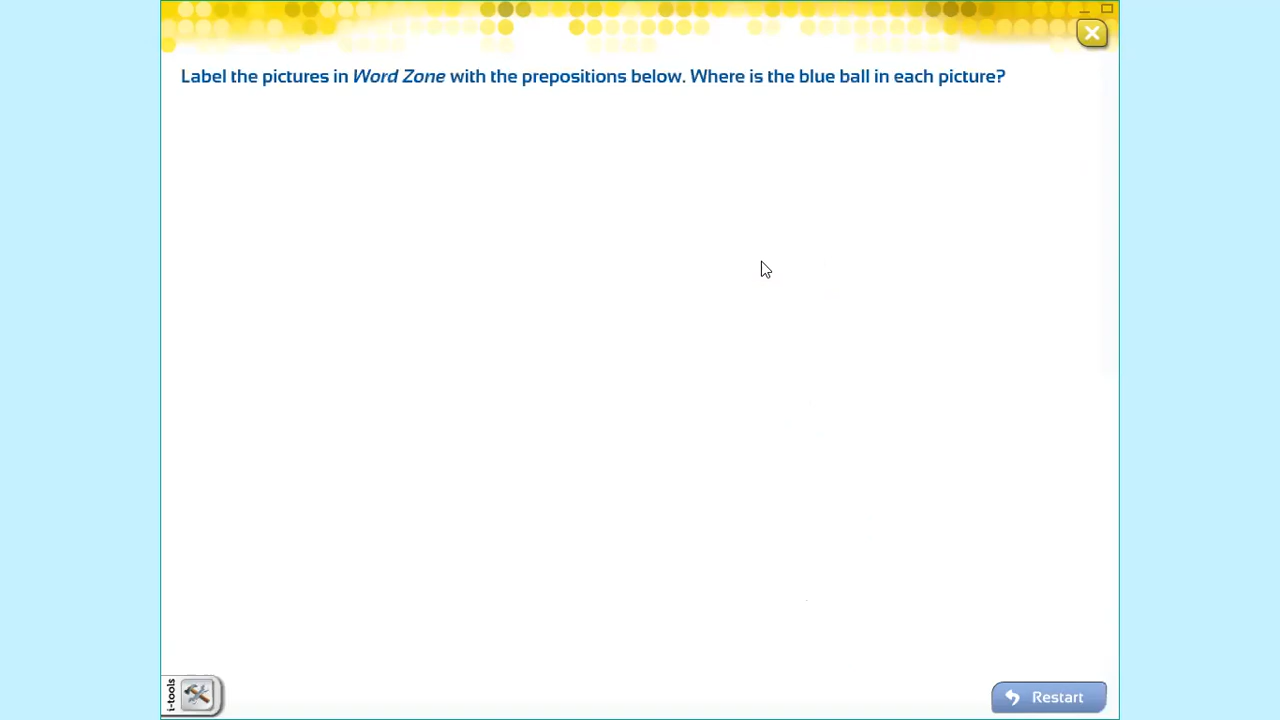 Label the pictures in Word Zone with the prepositions below. Where is the blue ball in each picture?
i-tools
Restart